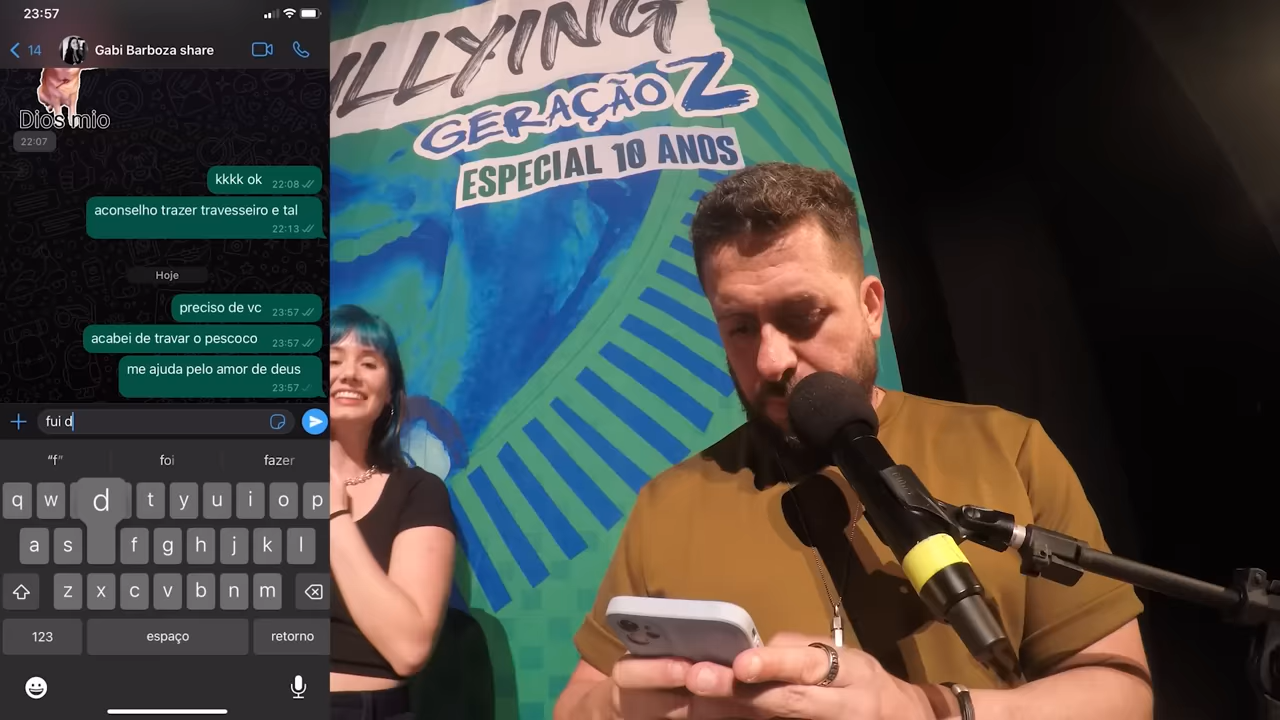 23:57
14
Gabi Barboza share
Dios mio
22:07
kkkk ok 22:08
aconselho trazer travesseiro e tal
22:13
Hoje
preciso de vc 23:57
acabei de travar o pescoco 23:57
me ajuda pelo amor de deus
23:57
fui d
"f" foi fazer
q w d t y u i o p
a s f g h j k l
z x c v b n m
123 espaço retorno
ULLYING
GERAÇÃO Z
ESPECIAL 10 ANOS